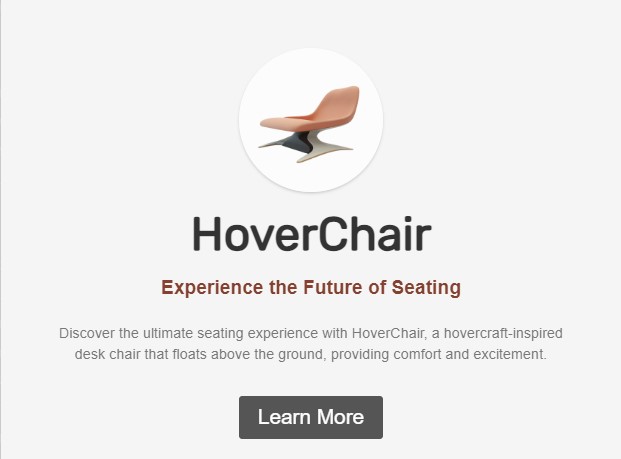 HoverChair
Experience the Future of Seating
Discover the ultimate seating experience with HoverChair, a hovercraft-inspired
desk chair that floats above the ground, providing comfort and excitement.
Learn More